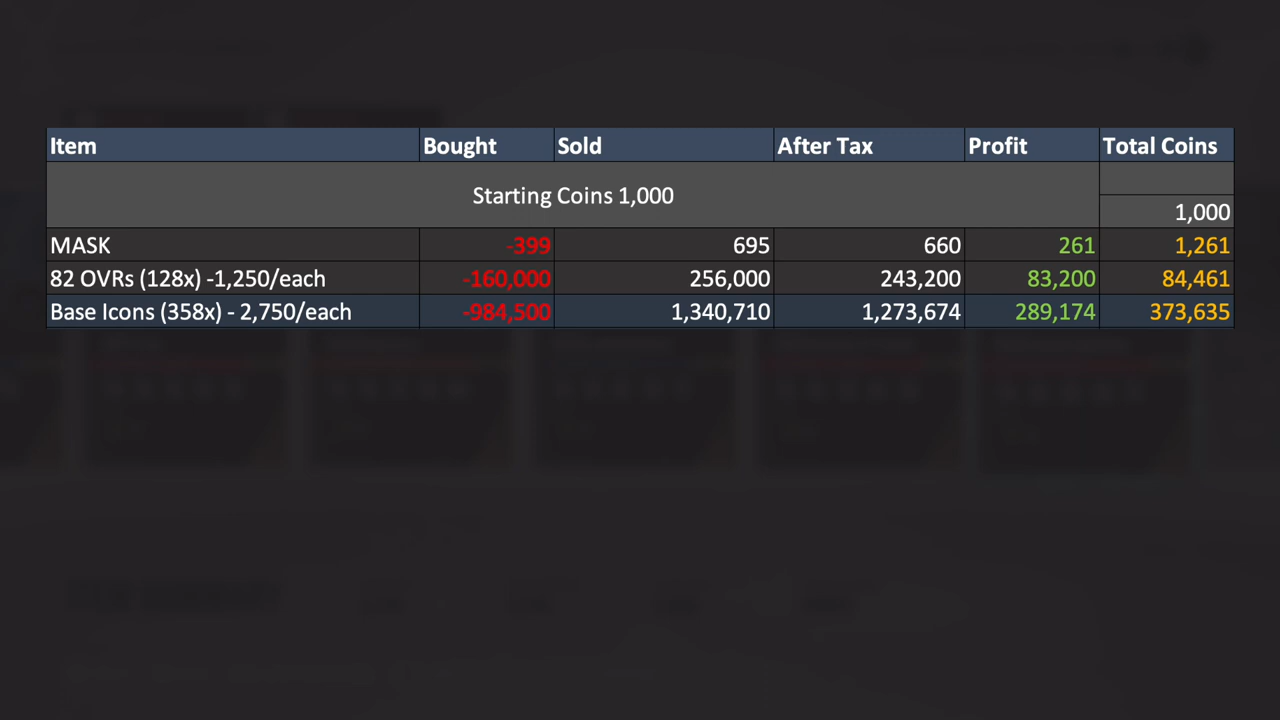 Item Bought Sold After Tax Profit Total Coins
Starting Coins 1,000
1,000
MASK -399 695 660 261 1,261
82 OVRs (128x) -1,250/each -160,000 256,000 243,200 83,200 84,461
Base Icons (358x) - 2,750/each -984,500 1,340,710 1,273,674 289,174 373,635